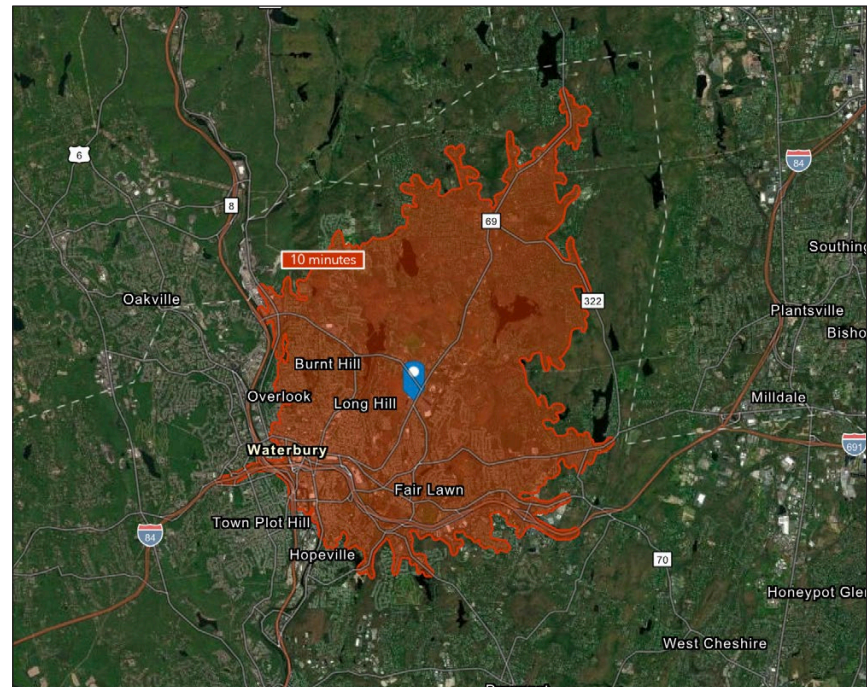 6
84
8
69
10 minutes
Southing
Oakville
322
Plantsville
Bisho
Burnt Hill
Overlook
Long Hill
Milldale
Waterbury
691
Fair Lawn
Town Plot Hill
84
Hopeville
70
Honeypot Gle
West Cheshire